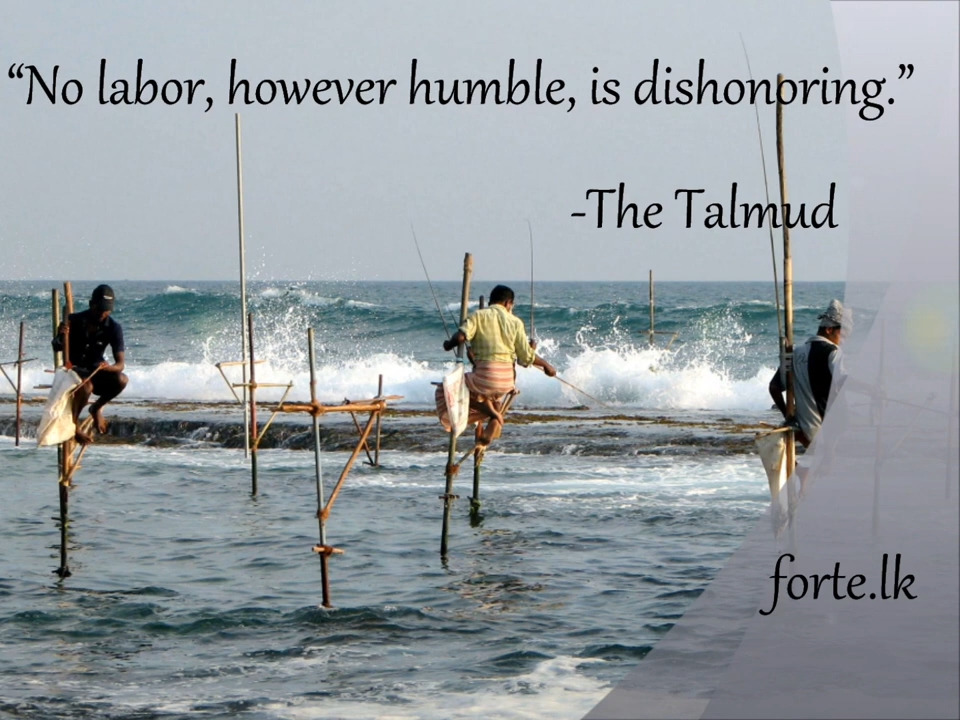 “No labor, however humble, is dishonoring.”
-The Talmud
forte.lk